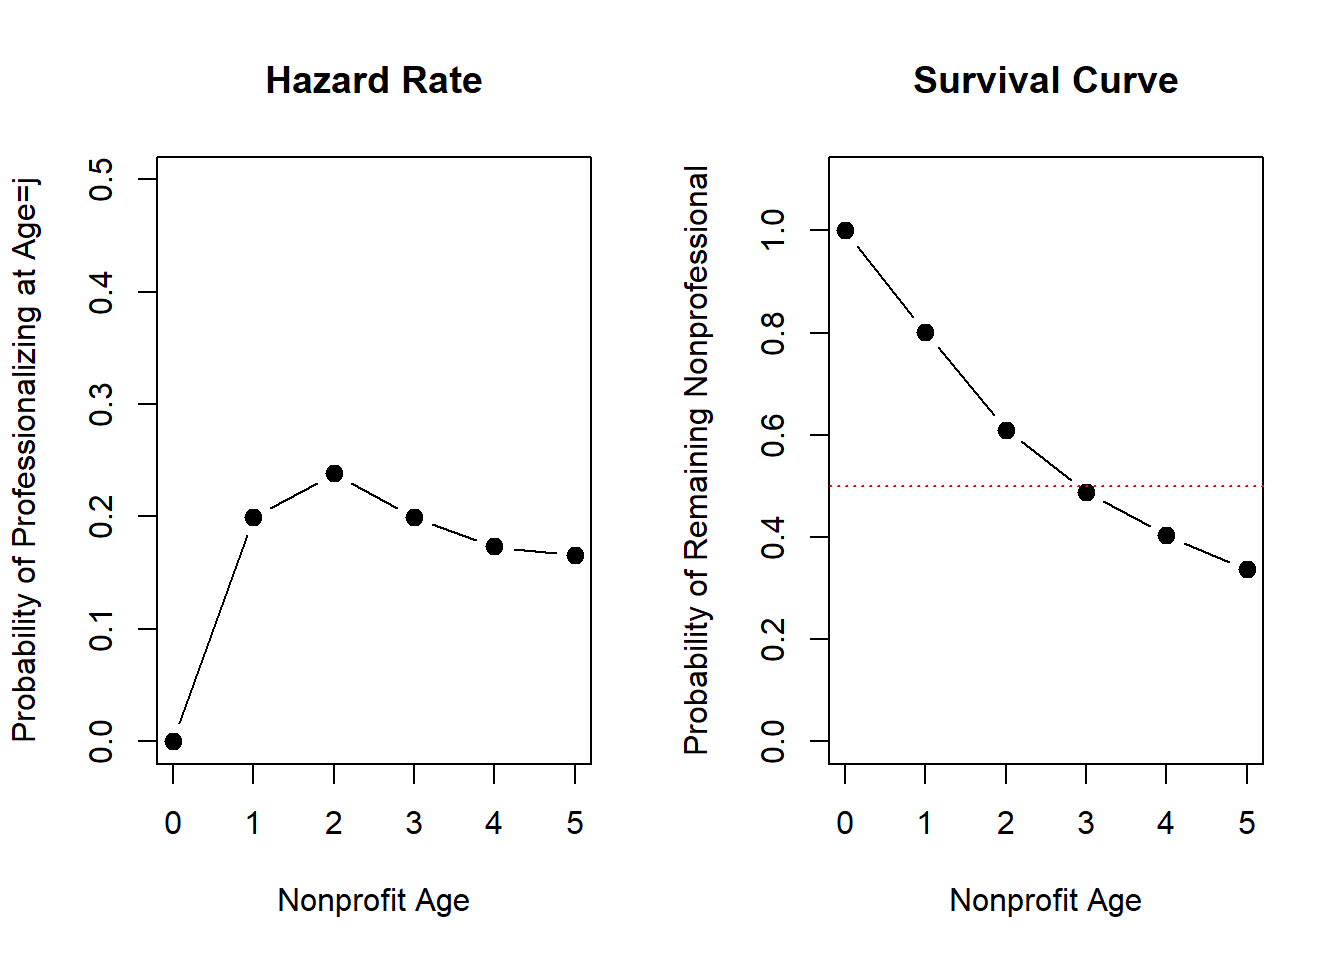 Hazard Rate
Probability of Professionalizing at Age=j
0.5
0.4
0.3
0.2
0.1
0.0
0 1 2 3 4 5
Nonprofit Age
Survival Curve
Probability of Remaining Nonprofessional
1.0
0.8
0.6
0.4
0.2
0.0
0 1 2 3 4 5
Nonprofit Age